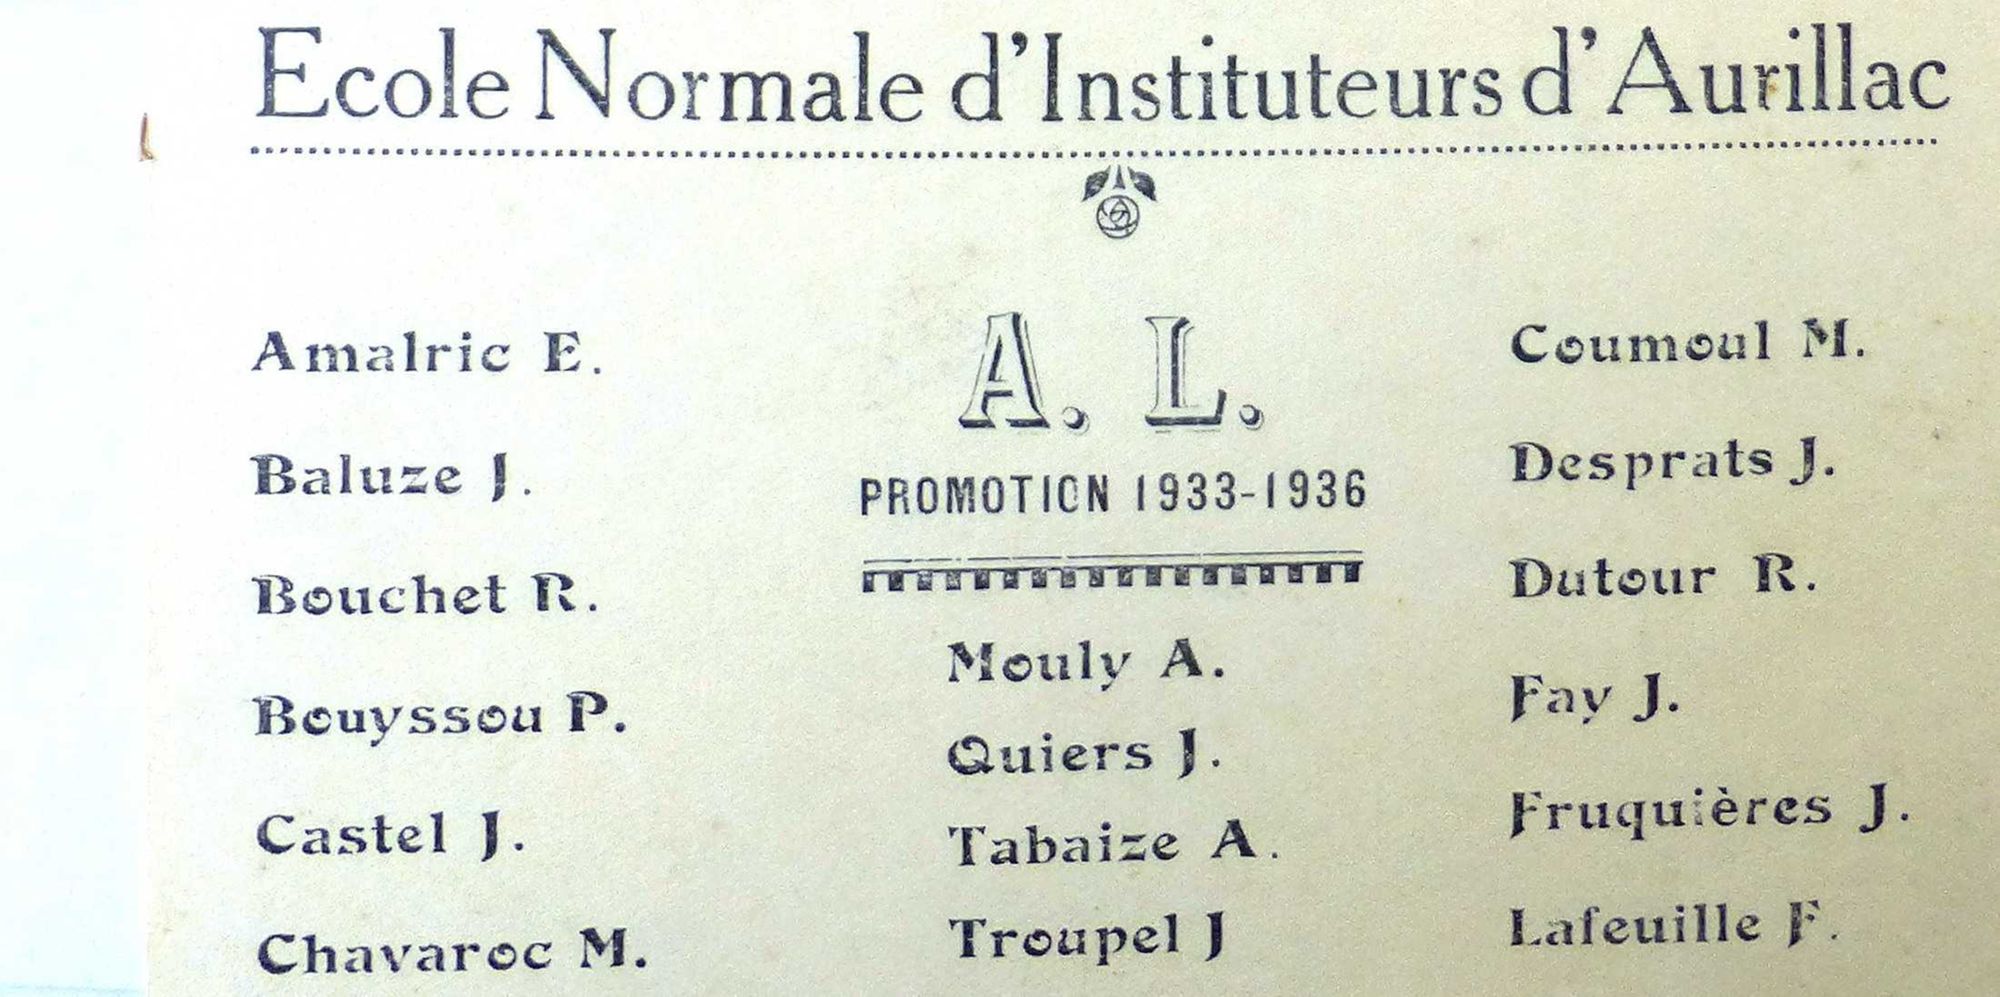 Ecole Normale d'Instituteurs d'Aurillac
A. L.
PROMOTION 1933-1936
Amalric E.
Baluze J.
Bouchet R.
Bouyssou P.
Castel J.
Chavaroc M.
Mouly A.
Quiers J.
Tabaize A.
Troupel J
Coumoul M.
Desprats J.
Dutour R.
Fay J.
Fruquières J.
Lafeuille F.